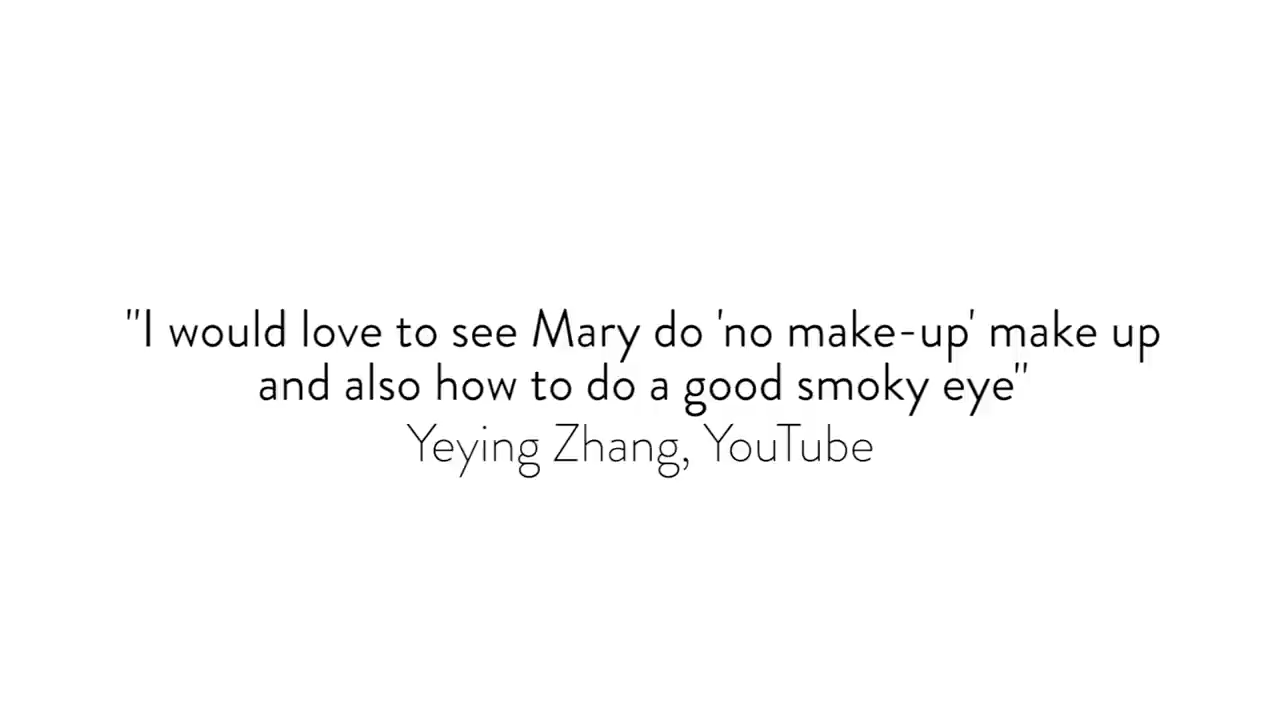 "I would love to see Mary do 'no make-up' make up
and also how to do a good smoky eye"
Yeying Zhang, YouTube